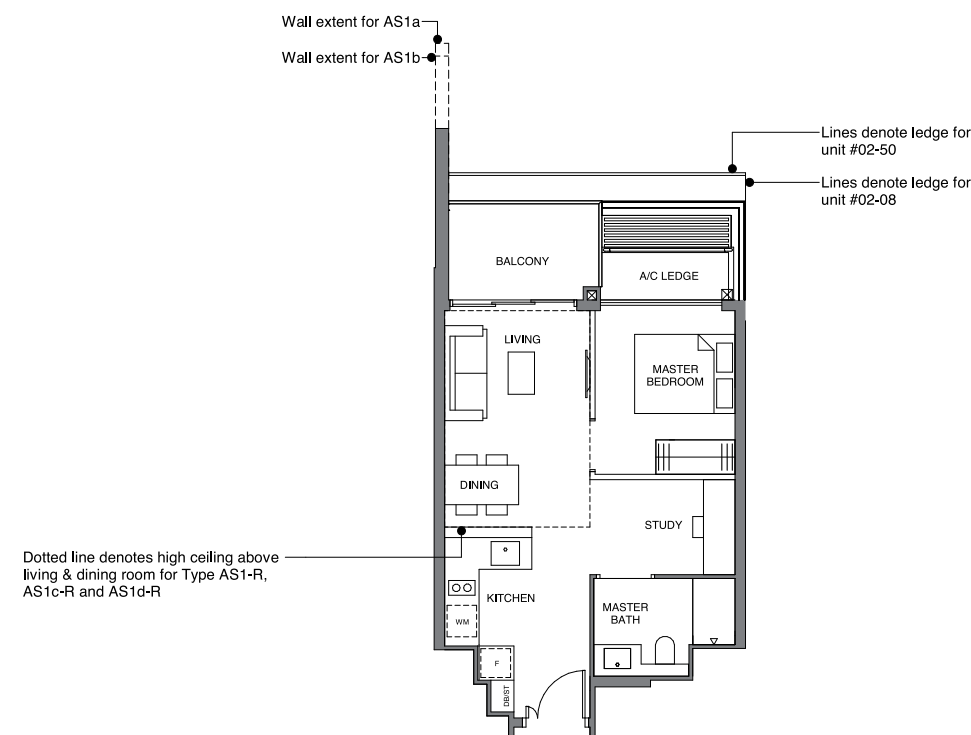 Wall extent for AS1a
Wall extent for AS1b
Lines denote ledge for
unit #02-50
Lines denote ledge for
unit #02-08
BALCONY
A/C LEDGE
LIVING
MASTER
BEDROOM
DINING
STUDY
Dotted line denotes high ceiling above
living & dining room for Type AS1-R,
AS1c-R and AS1d-R
KITCHEN
MASTER
BATH
WM
F
DB/ST